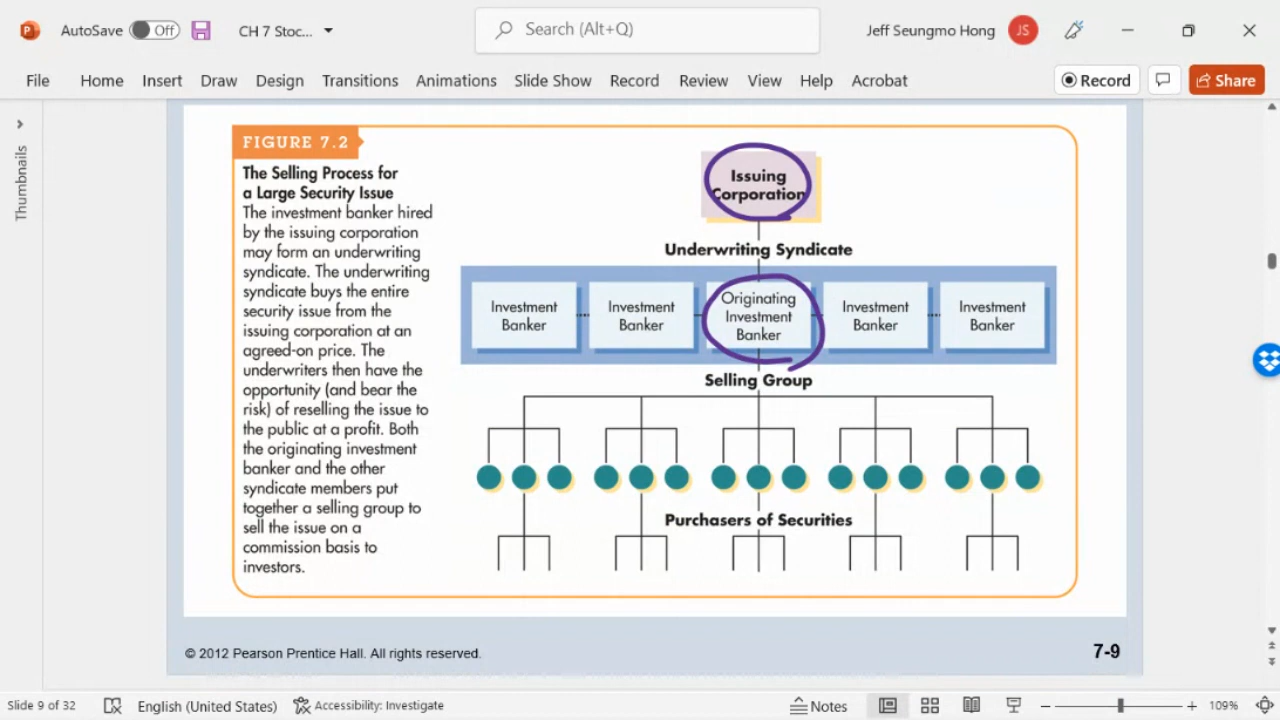 AutoSave Off CH 7 Stoc... Search (Alt+Q) Jeff Seungmo Hong JS
File Home Insert Draw Design Transitions Animations Slide Show Record Review View Help Acrobat Record Share
Thumbnails
FIGURE 7.2
The Selling Process for
a Large Security Issue
The investment banker hired
by the issuing corporation
may form an underwriting
syndicate. The underwriting
syndicate buys the entire
security issue from the
issuing corporation at an
agreed-on price. The
underwriters then have the
opportunity (and bear the
risk) of reselling the issue to
the public at a profit. Both
the originating investment
banker and the other
syndicate members put
together a selling group to
sell the issue on a
commission basis to
investors.
Issuing
Corporation
Underwriting Syndicate
Investment
Banker
Investment
Banker
Originating
Investment
Banker
Investment
Banker
Investment
Banker
Selling Group
Purchasers of Securities
© 2012 Pearson Prentice Hall. All rights reserved.
7-9
Slide 9 of 32 English (United States) Accessibility: Investigate Notes 109%